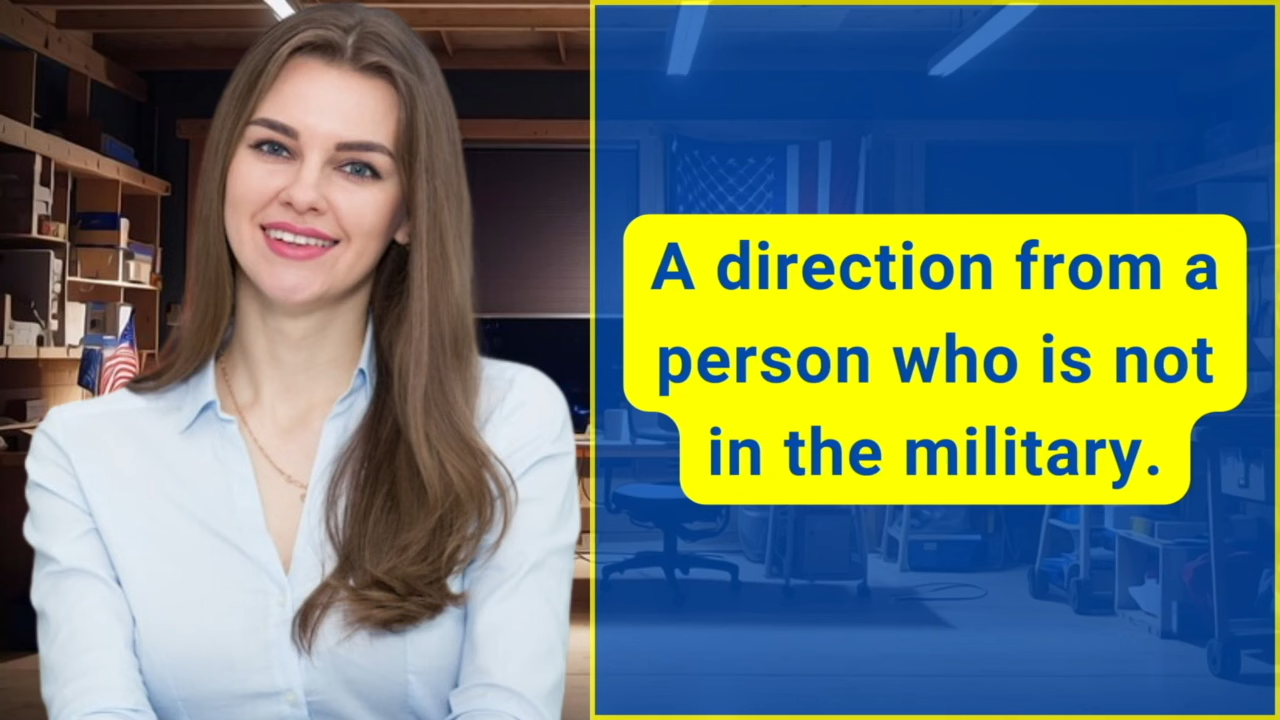 A direction from a
person who is not
in the military.